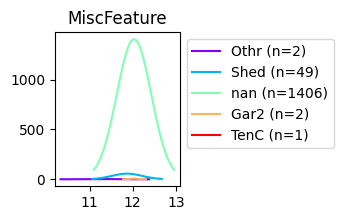 MiscFeature
1000
500
0
11
12
13
Othr (n=2)
Shed (n=49)
nan (n=1406)
Gar2 (n=2)
TenC (n=1)